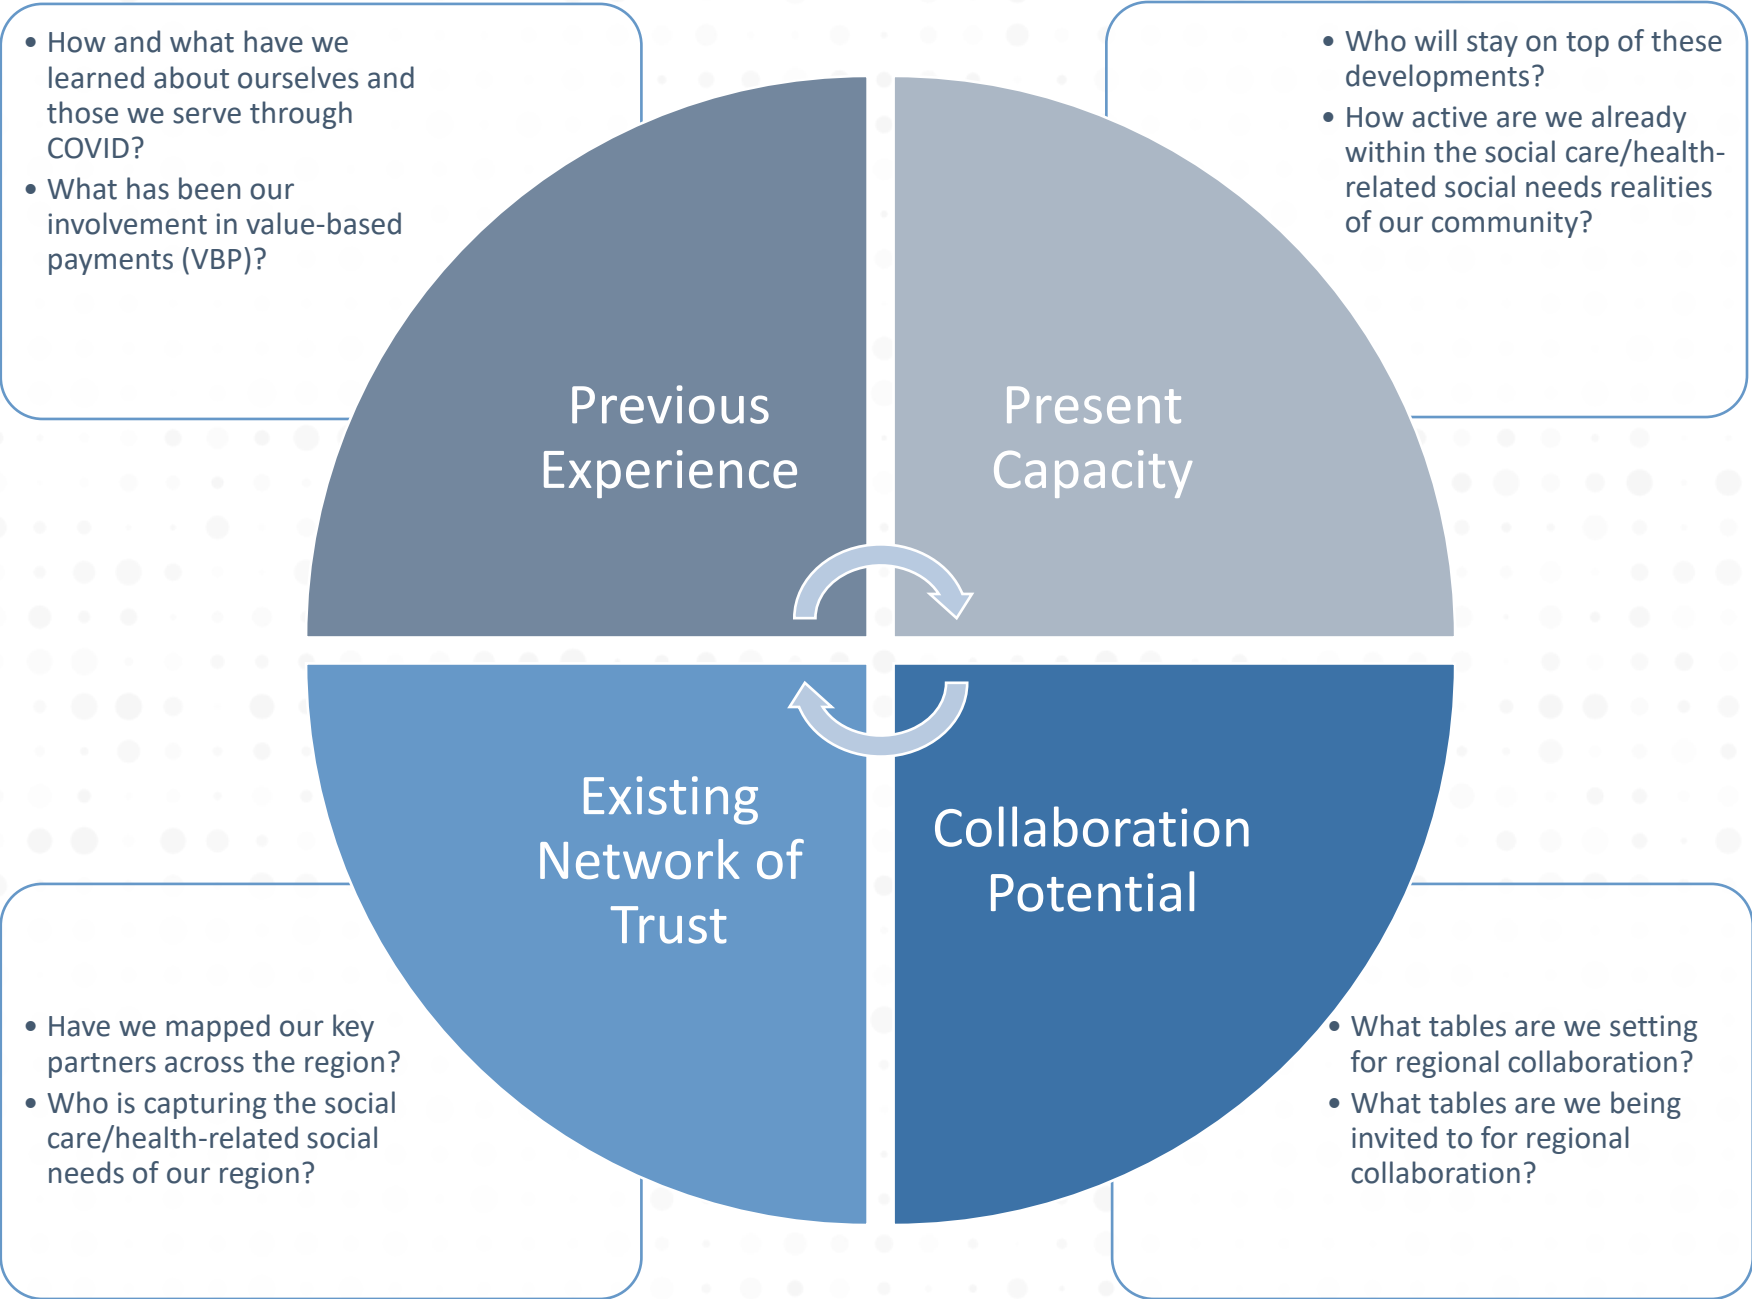 • How and what have we
learned about ourselves and
those we serve through
COVID?
• What has been our
involvement in value-based
payments (VBP)?
• Who will stay on top of these
developments?
• How active are we already
within the social care/health-
related social needs realities
of our community?
Previous
Experience
Present
Capacity
Existing
Network of
Trust
Collaboration
Potential
• Have we mapped our key
partners across the region?
• Who is capturing the social
care/health-related social
needs of our region?
• What tables are we setting
for regional collaboration?
• What tables are we being
invited to for regional
collaboration?